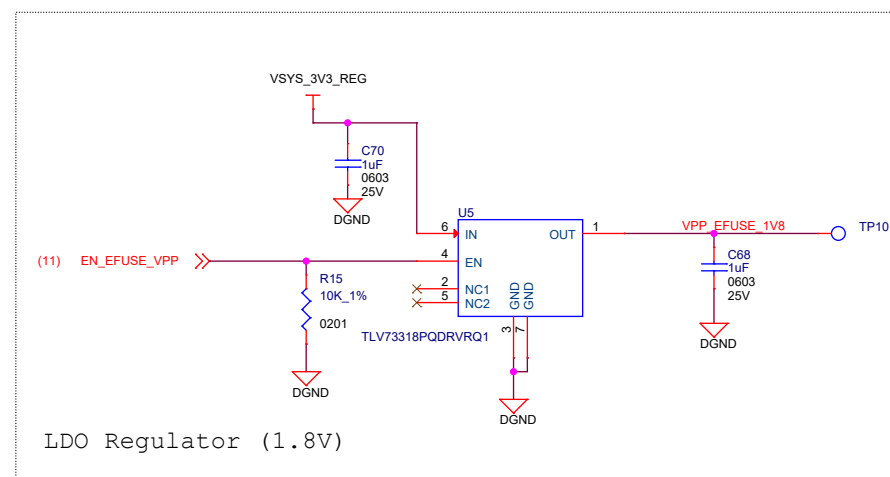 VSYS_3V3_REG
C70
1uF
0603
25V
DGND
U5
6
IN
OUT
1
VPP_EFUSE_1V8
TP10
(11)
EN_EFUSE_VPP
4
EN
C68
1uF
0603
25V
R15
10K_1%
0201
2
NC1
5
NC2
GND
GND
3
7
TLV73318PQDRVRQ1
DGND
DGND
DGND
LDO Regulator (1.8V)